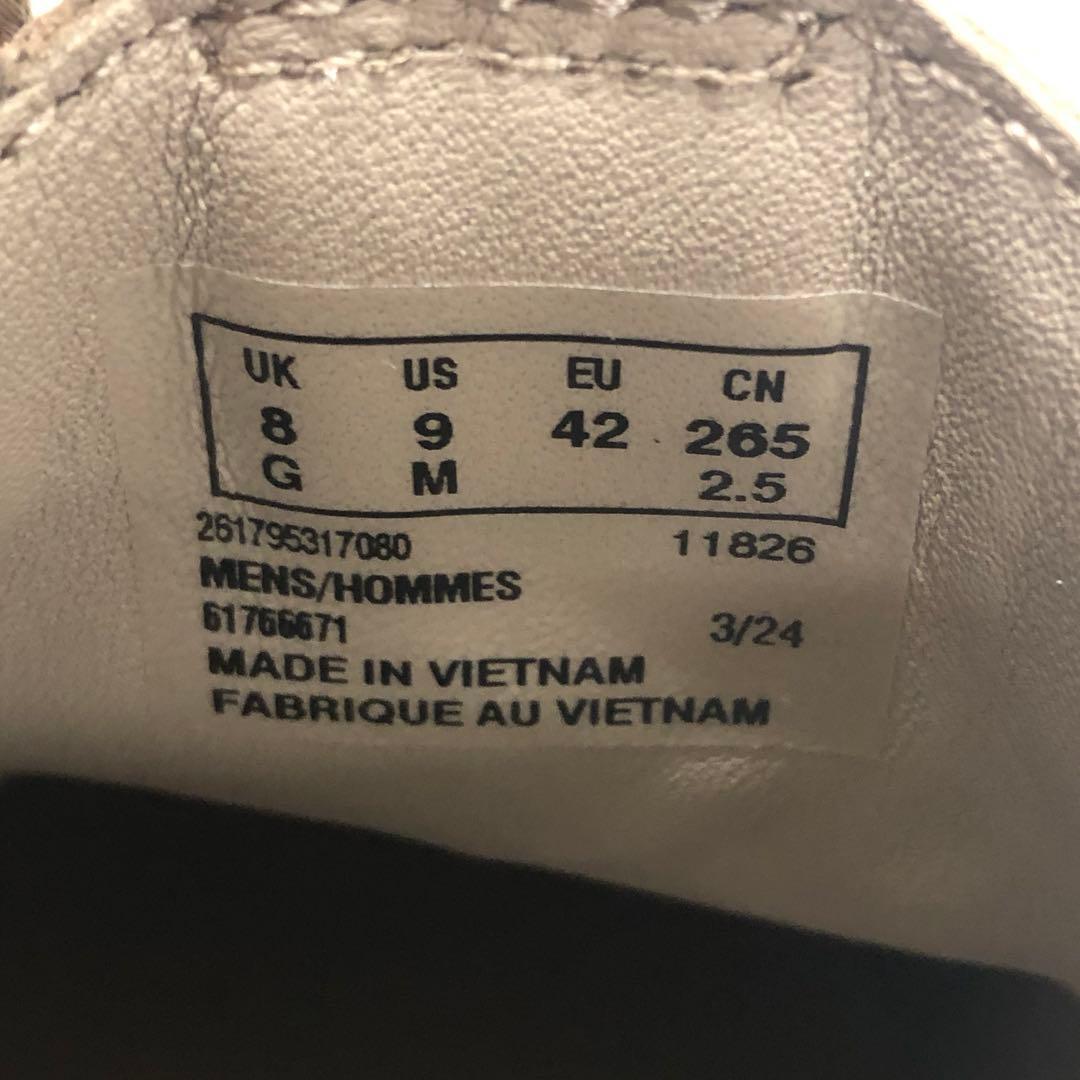 UK US EU CN
8 9 42 265
G M 2.5
261795317080 11826
MENS/HOMMES
61766671 3/24
MADE IN VIETNAM
FABRIQUE AU VIETNAM